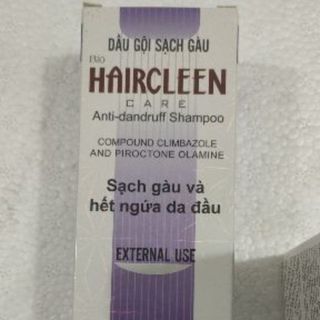 DẦU GỘI SẠCH GÀU
Bio
HAIRCLEEN
CARE
Anti-dandruff Shampoo
COMPOUND CLIMBAZOLE
AND PIROCTONE OLAMINE
Sạch gàu và
hết ngứa da đầu
EXTERNAL USE